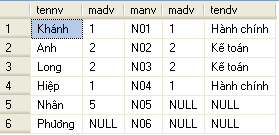 tennv madv manv madv tendv
1 Khánh 1 N01 1 Hành chính
2 Anh 2 N02 2 Kế toán
3 Long 2 N03 2 Kế toán
4 Hiệp 1 N04 1 Hành chính
5 Nhân 5 N05 NULL NULL
6 Phương NULL N06 NULL NULL